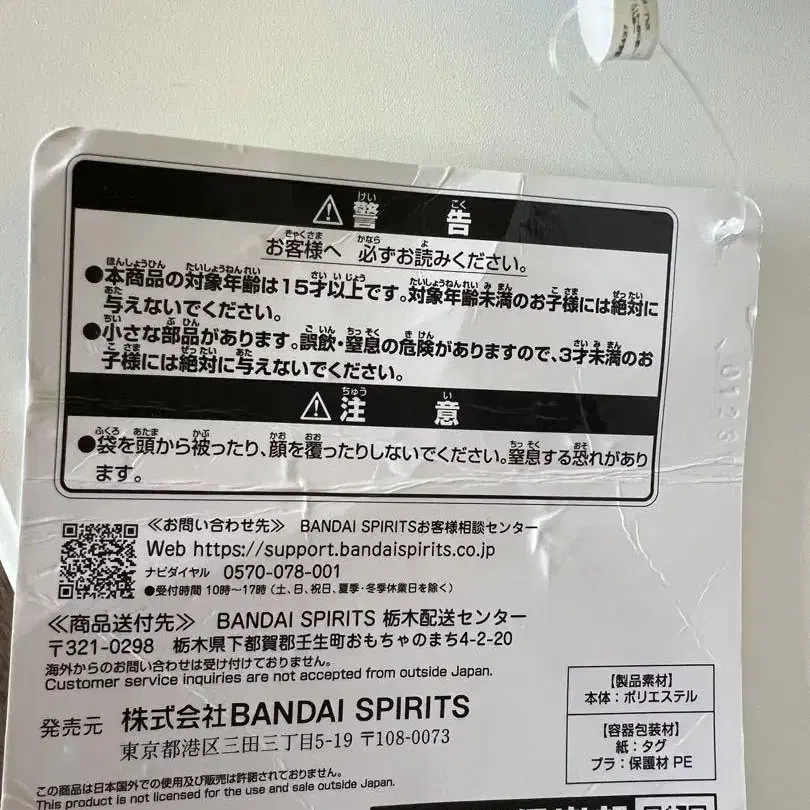 ⚠警告
お客様へ 必ずお読みください。
●本商品の対象年齢は15才以上です。対象年齢未満のお子様には絶対に
与えないでください。
●小さな部品があります。誤飲・窒息の危険がありますので、3才未満のお
子様には絶対に与えないでください。
⚠注意
●袋を頭から被ったり、顔を覆ったりしないでください。窒息する恐れがあり
ます。
≪お問い合わせ先≫ BANDAI SPIRITSお客様相談センター
Web https://support.bandaispirits.co.jp
ナビダイヤル 0570-078-001
●受付時間 10時〜17時(土、日、祝日、夏季・冬季休業日を除く)
≪商品送付先≫ BANDAI SPIRITS 栃木配送センター
〒321-0298 栃木県下都賀郡壬生町おもちゃのまち4-2-20
海外からのお問い合わせは受け付けておりません。
Customer service inquiries are not accepted from outside Japan.
発売元 株式会社BANDAI SPIRITS
東京都港区三田三丁目5-19 〒108-0073
【製品素材】
本体:ポリエステル
【容器包装材】
紙:タグ
プラ:保護材 PE
この商品は日本国外での使用及び販売は許諾されておりません。
This product is not licensed for the use and sale outside Japan.